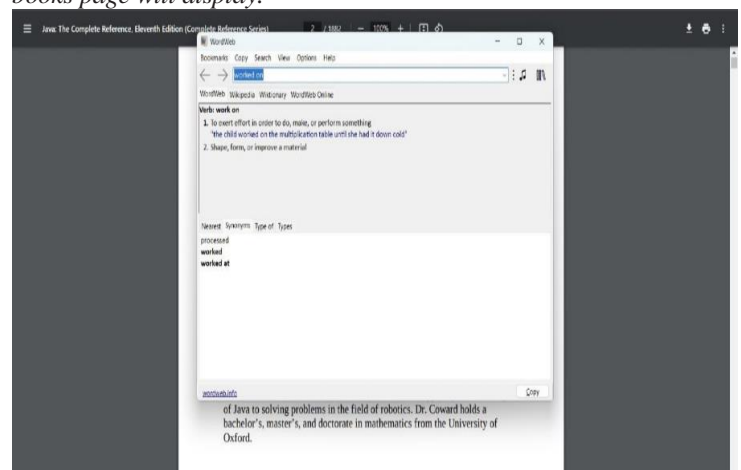 books page will display.
Java: The Complete Reference, Eleventh Edition (Complete Reference Series)
2 / 1882 — 100% +
WordWeb
Bookmarks Copy Search View Options Help
worked on
WordWeb Wikipedia Wiktionary WordWeb Online
Verb: work on
1. To exert effort in order to do, make, or perform something
"the child worked on the multiplication table until she had it down cold"
2. Shape, form, or improve a material
Nearest Synonyms Type of Types
processed
worked
worked at
wordweb.info
Copy
of Java to solving problems in the field of robotics. Dr. Coward holds a
bachelor's, master's, and doctorate in mathematics from the University of
Oxford.